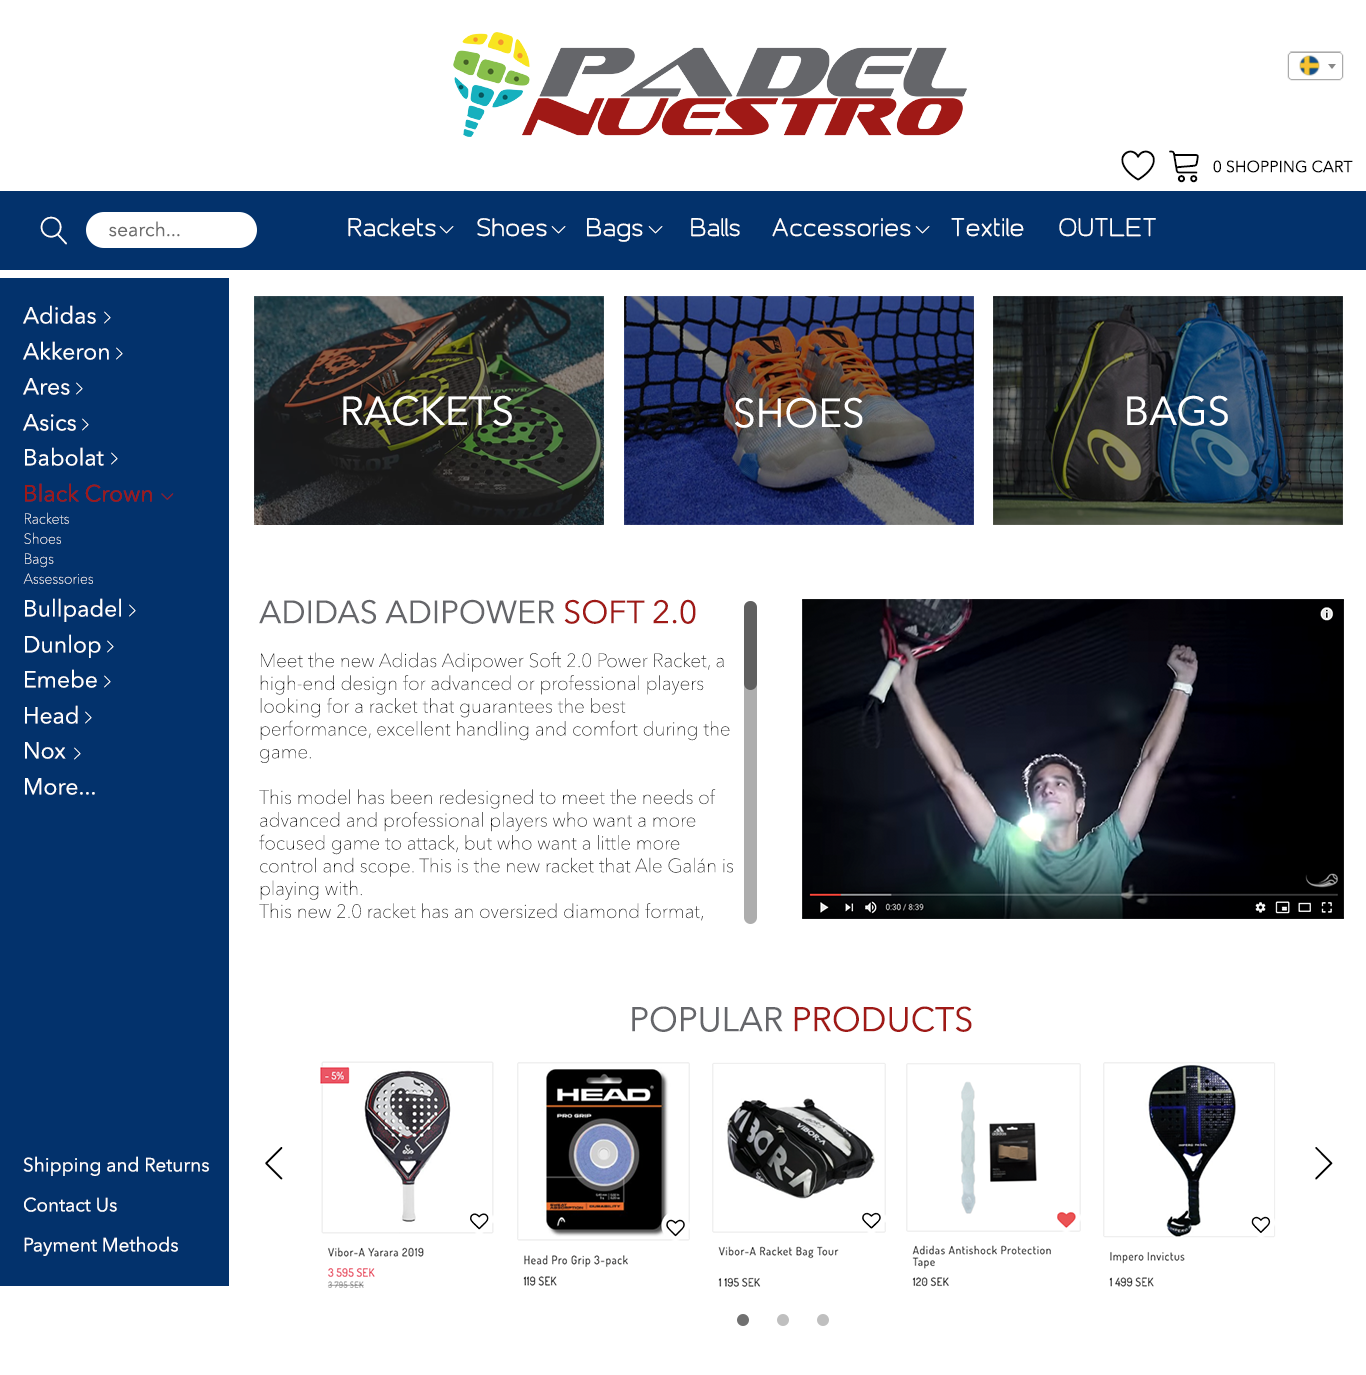 PADEL
NUESTRO
0 SHOPPING CART
search...
Rackets
Shoes
Bags
Balls
Accessories
Textile
OUTLET
Adidas
Akkeron
Ares
Asics
Babolat
Black Crown
Rackets
Shoes
Bags
Assessories
Bullpadel
Dunlop
Emebe
Head
Nox
More...
Shipping and Returns
Contact Us
Payment Methods
RACKETS
SHOES
BAGS
ADIDAS ADIPOWER SOFT 2.0
Meet the new Adidas Adipower Soft 2.0 Power Racket, a
high-end design for advanced or professional players
looking for a racket that guarantees the best
performance, excellent handling and comfort during the
game.
This model has been redesigned to meet the needs of
advanced and professional players who want a more
focused game to attack, but who want a little more
control and scope. This is the new racket that Ale Galán is
playing with.
This new 2.0 racket has an oversized diamond format,
0:30 / 8:39
POPULAR PRODUCTS
- 5%
Vibor-A Yarara 2019
3 595 SEK
3 795 SEK
HEAD
PRO GRIP
DURABILITY
Head Pro Grip 3-pack
119 SEK
VIBOR-A
VIBOR-A
Vibor-A Racket Bag Tour
1 195 SEK
adidas
Adidas Antishock Protection
Tape
120 SEK
IMPERO PADEL
Impero Invictus
1 499 SEK